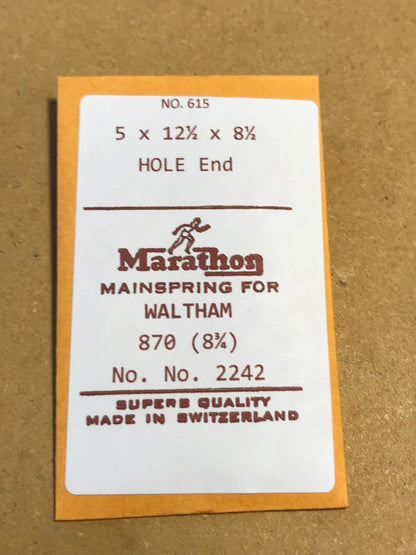 NO. 615
5 x 12½ x 8½
HOLE End
Marathon
MAINSPRING FOR
WALTHAM
870 (8¾)
No. No. 2242
SUPERB QUALITY
MADE IN SWITZERLAND